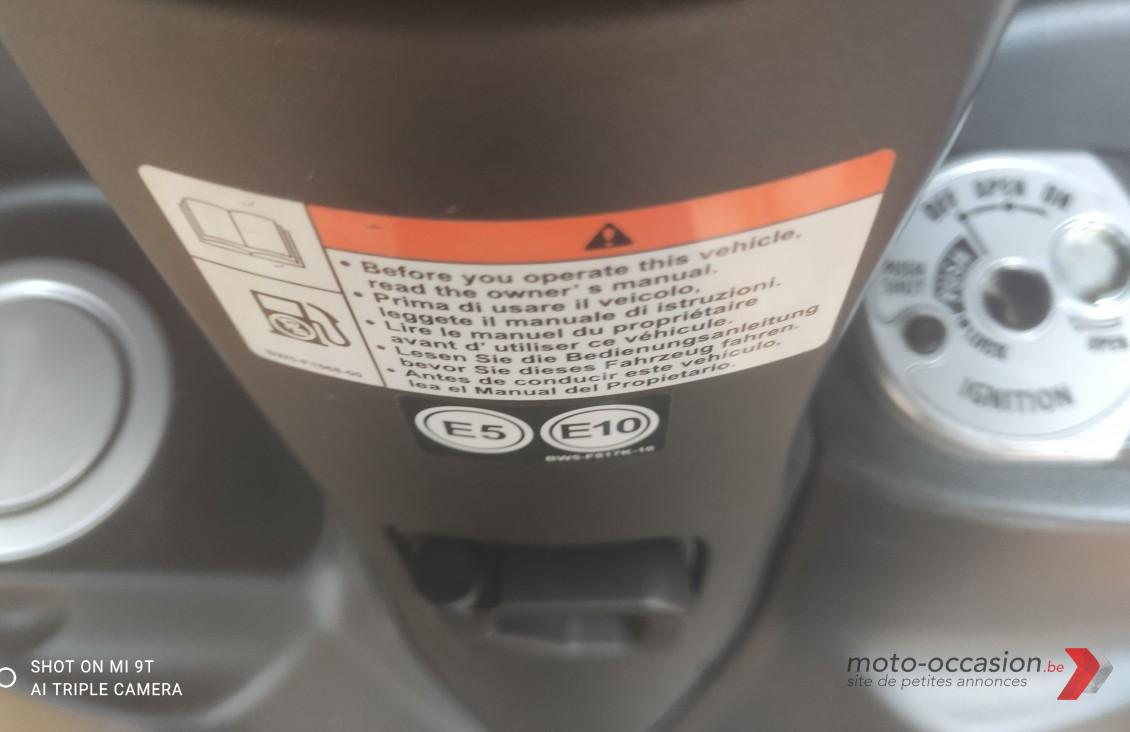 • Before you operate this vehicle,
read the owner's manual.
• Prima di usare il veicolo,
leggete il manuale di istruzioni.
• Lire le manuel du propriétaire
avant d'utiliser ce véhicule.
• Lesen Sie die Bedienungsanleitung
bevor Sie dieses Fahrzeug fahren.
• Antes de conducir este vehiculo,
lea el Manual del Propietario.
E5 E10
OFF OPEN ON
PUSH
SHUT
LOCK
OPEN
IGNITION
SHOT ON MI 9T
AI TRIPLE CAMERA
moto-occasion.be
site de petites annonces